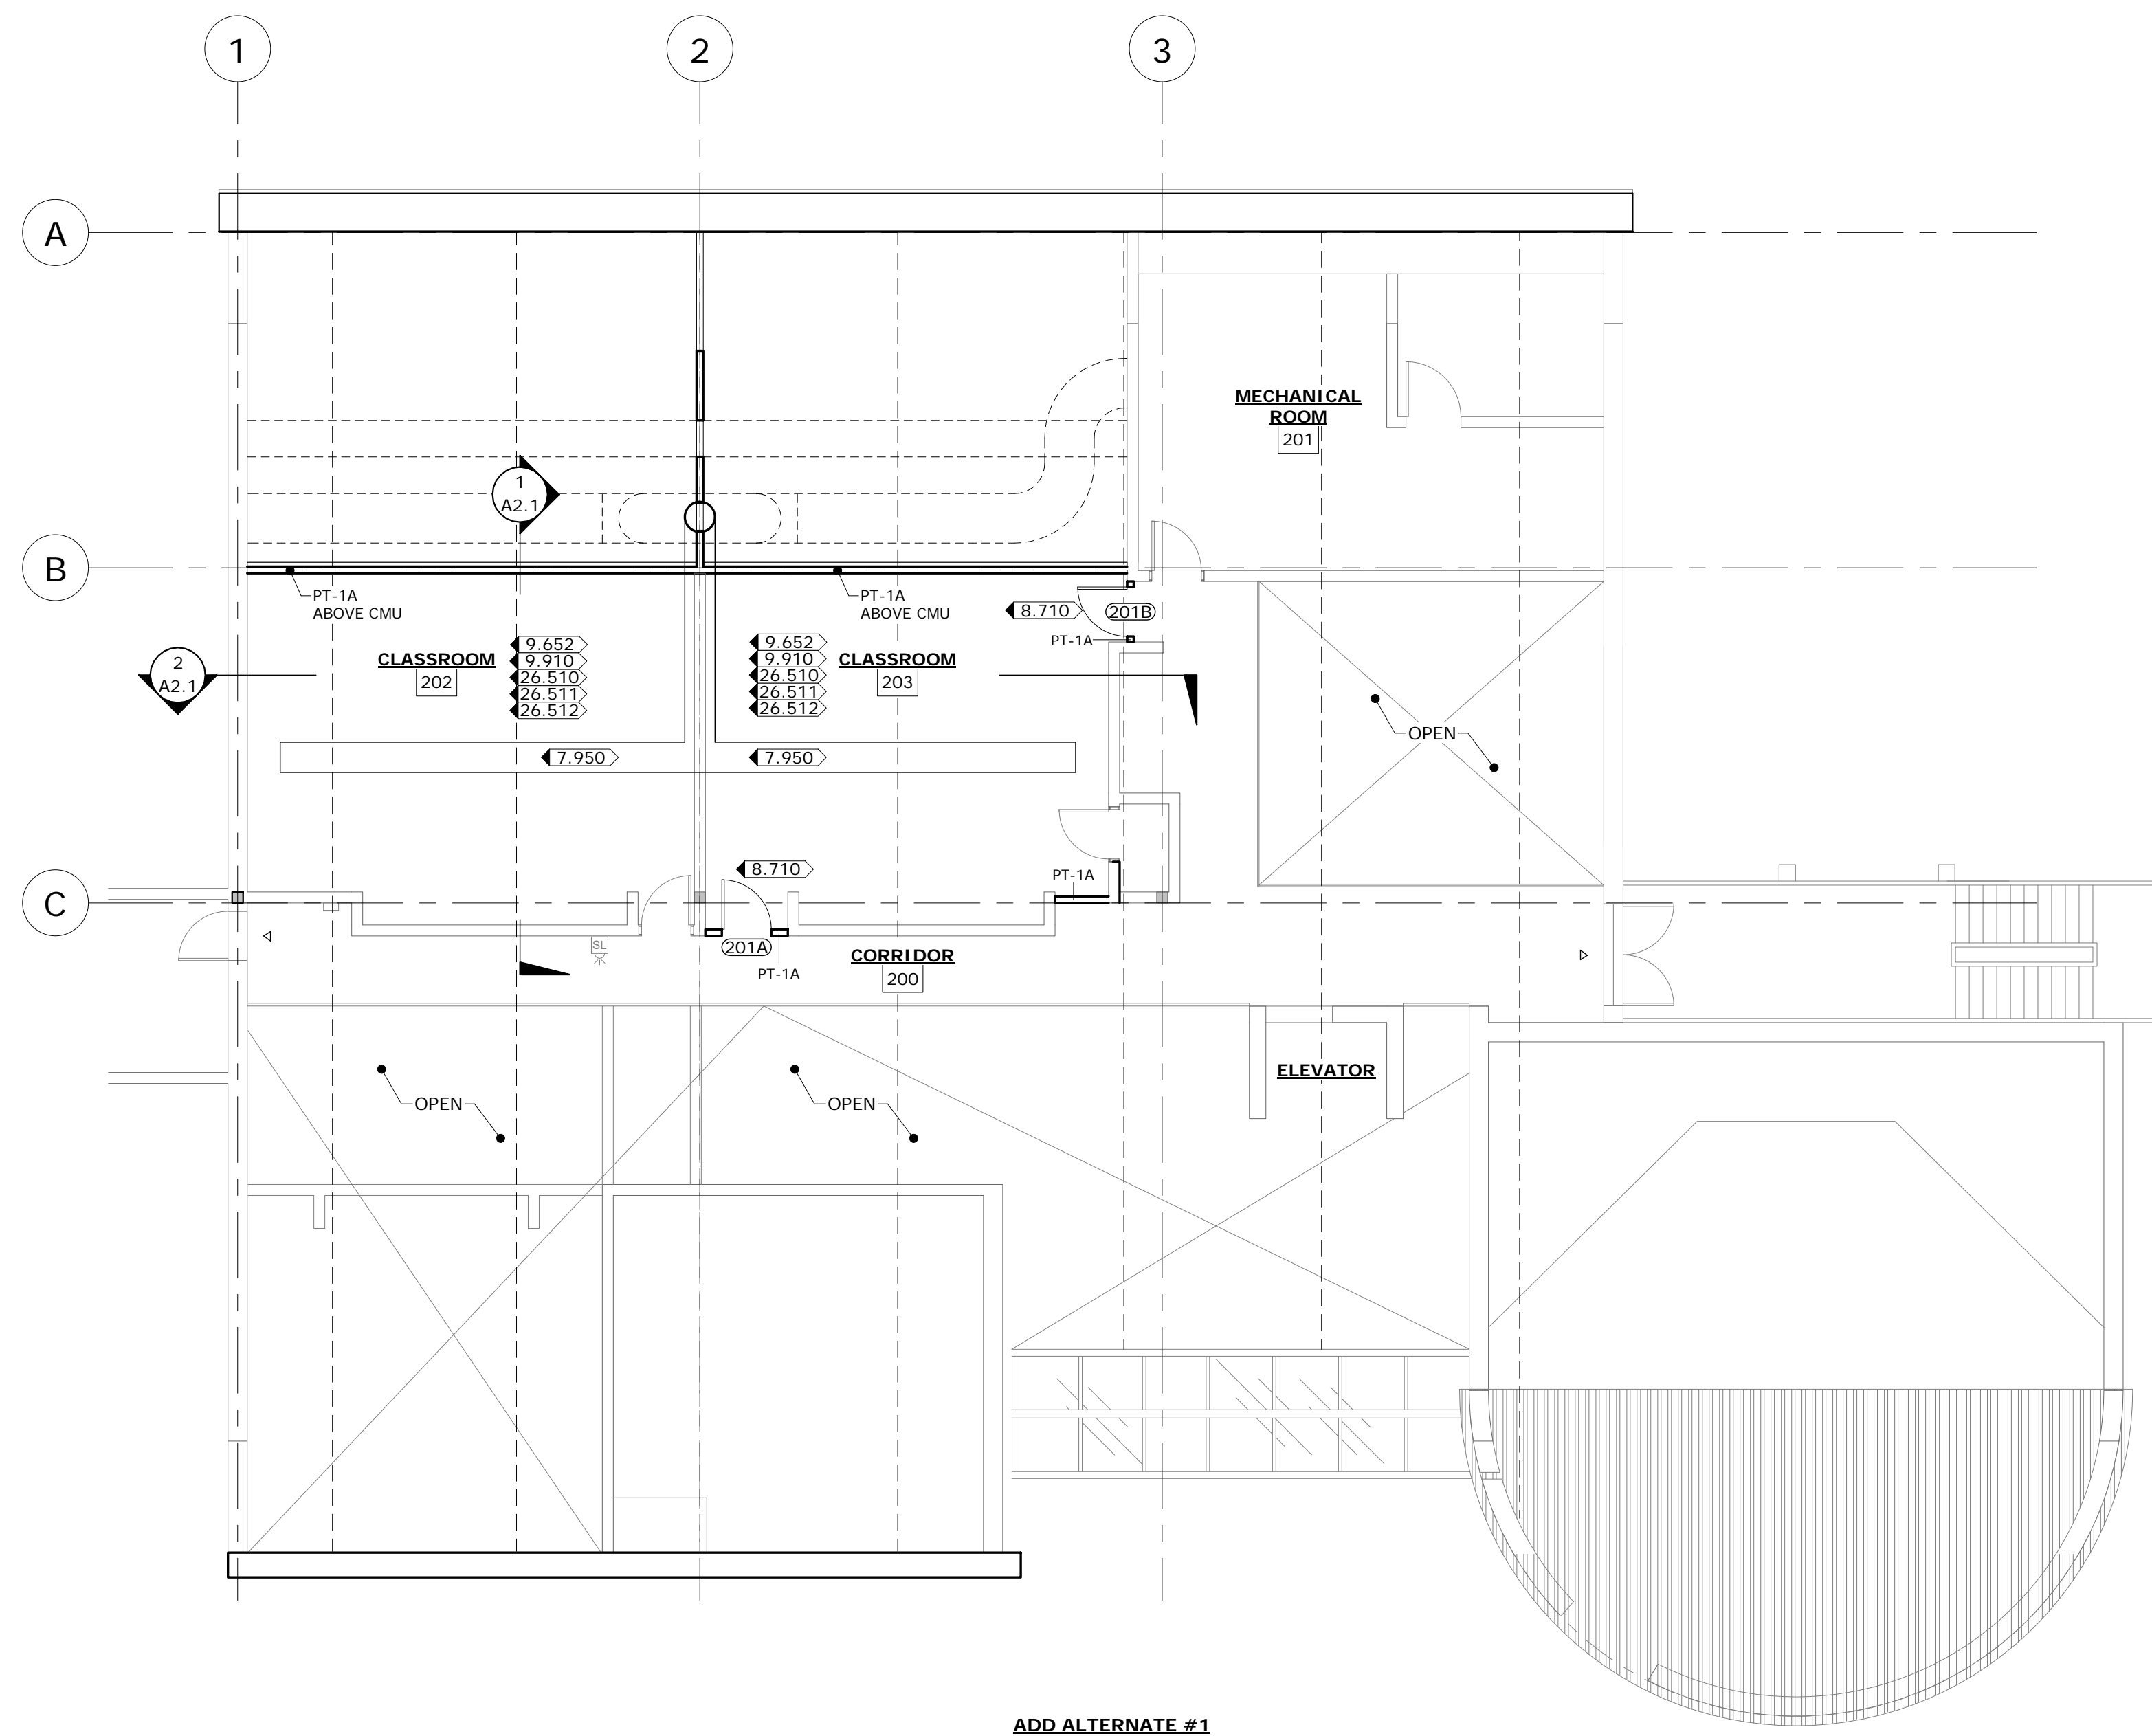 1
2
3
A
MECHANICAL
ROOM
201
1
A2.1
B
PT-1A
ABOVE CMU
PT-1A
ABOVE CMU
8.710
201B
PT-1A
2
A2.1
CLASSROOM
202
9.652
9.910
26.510
26.511
26.512
9.652
9.910
26.510
26.511
26.512
CLASSROOM
203
OPEN
7.950
7.950
8.710
PT-1A
C
SL
201A
PT-1A
CORRIDOR
200
ELEVATOR
OPEN
OPEN
ADD ALTERNATE #1